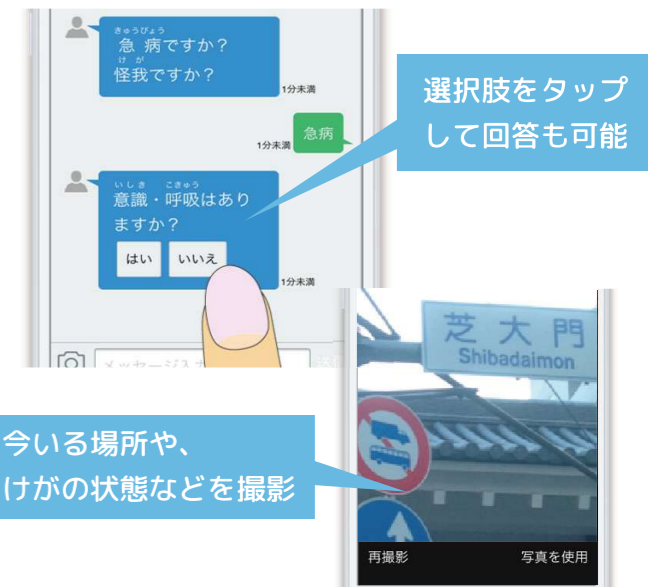 きゅうびょう
急病ですか？
けが
怪我ですか？
1分未満
選択肢をタップ
して回答も可能
急病
1分未満
いしき こきゅう
意識・呼吸はあり
ますか？
はい いいえ
1分未満
芝大門
Shibadaimon
今いる場所や、
けがの状態などを撮影
再撮影 写真を使用